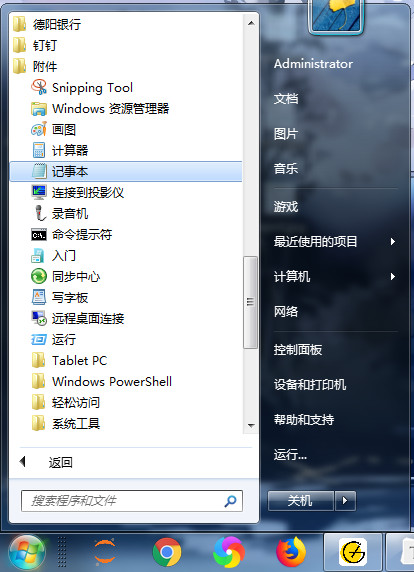 德阳银行
钉钉
附件
Snipping Tool
Windows 资源管理器
画图
计算器
记事本
连接到投影仪
录音机
命令提示符
入门
同步中心
写字板
远程桌面连接
运行
Tablet PC
Windows PowerShell
轻松访问
系统工具
返回
搜索程序和文件
Administrator
文档
图片
音乐
游戏
最近使用的项目
计算机
网络
控制面板
设备和打印机
帮助和支持
运行...
关机